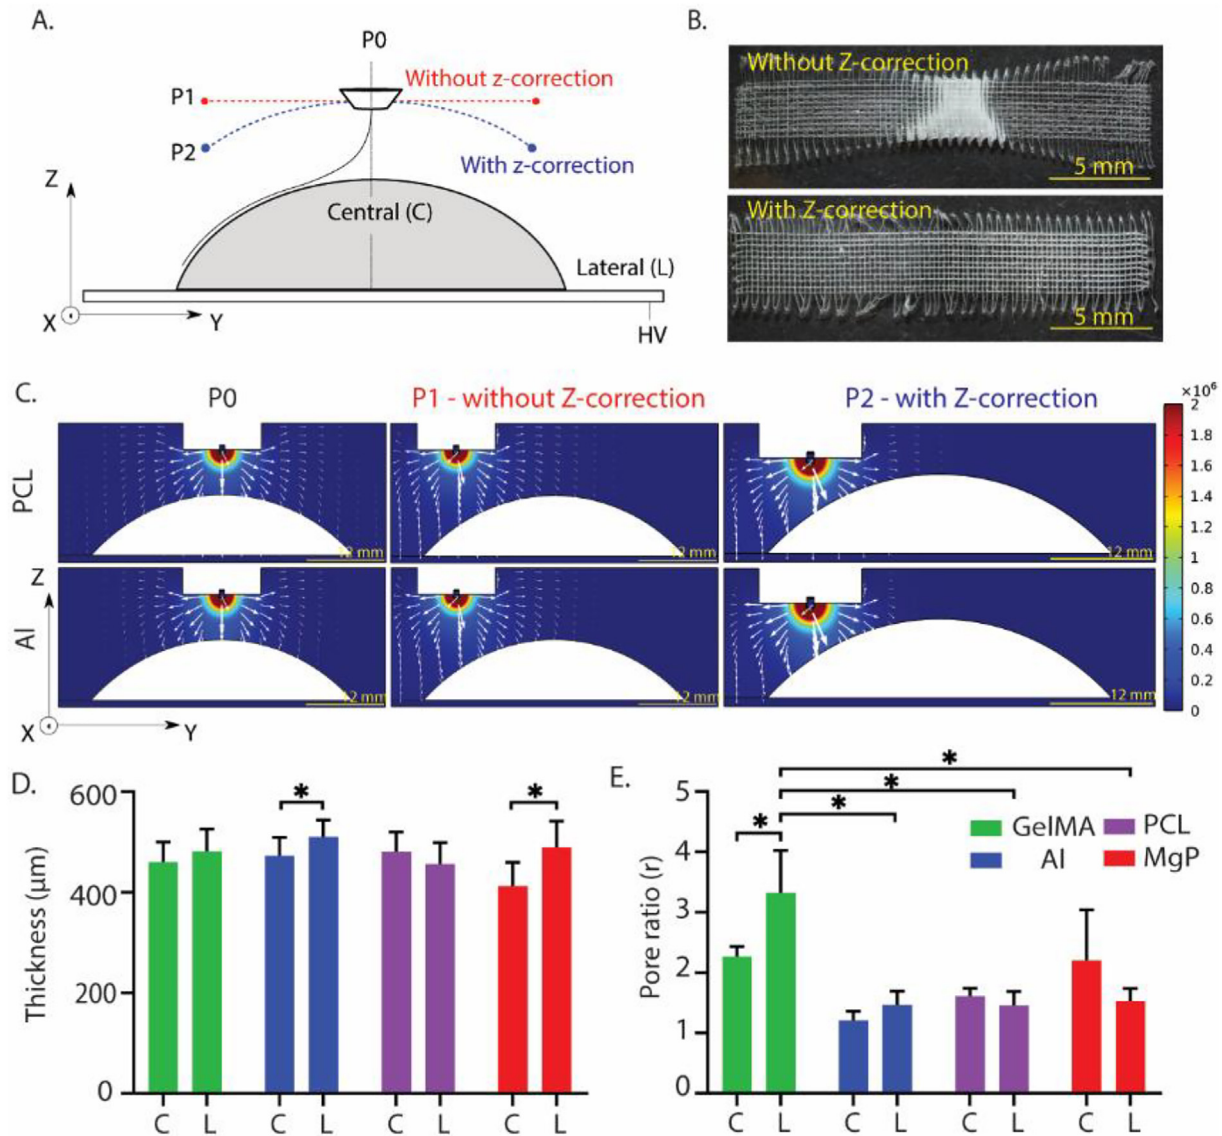 A.
P0
Without z-correction
P1
P2
With z-correction
Z
Central (C)
Lateral (L)
X
Y
HV
B.
Without Z-correction
5 mm
With Z-correction
5 mm
C.
P0
P1 - without Z-correction
P2 - with Z-correction
×10⁶
PCL
12 mm
12 mm
12 mm
2
1.8
1.6
1.4
1.2
1
0.8
0.6
0.4
0.2
0
Al
Z
X
Y
12 mm
12 mm
12 mm
D.
Thickness (µm)
600
400
200
0
*
*
C L C L C L C L
E.
Pore ratio (r)
5
4
3
2
1
0
*
*
*
*
GelMA
PCL
Al
MgP
C L C L C L C L